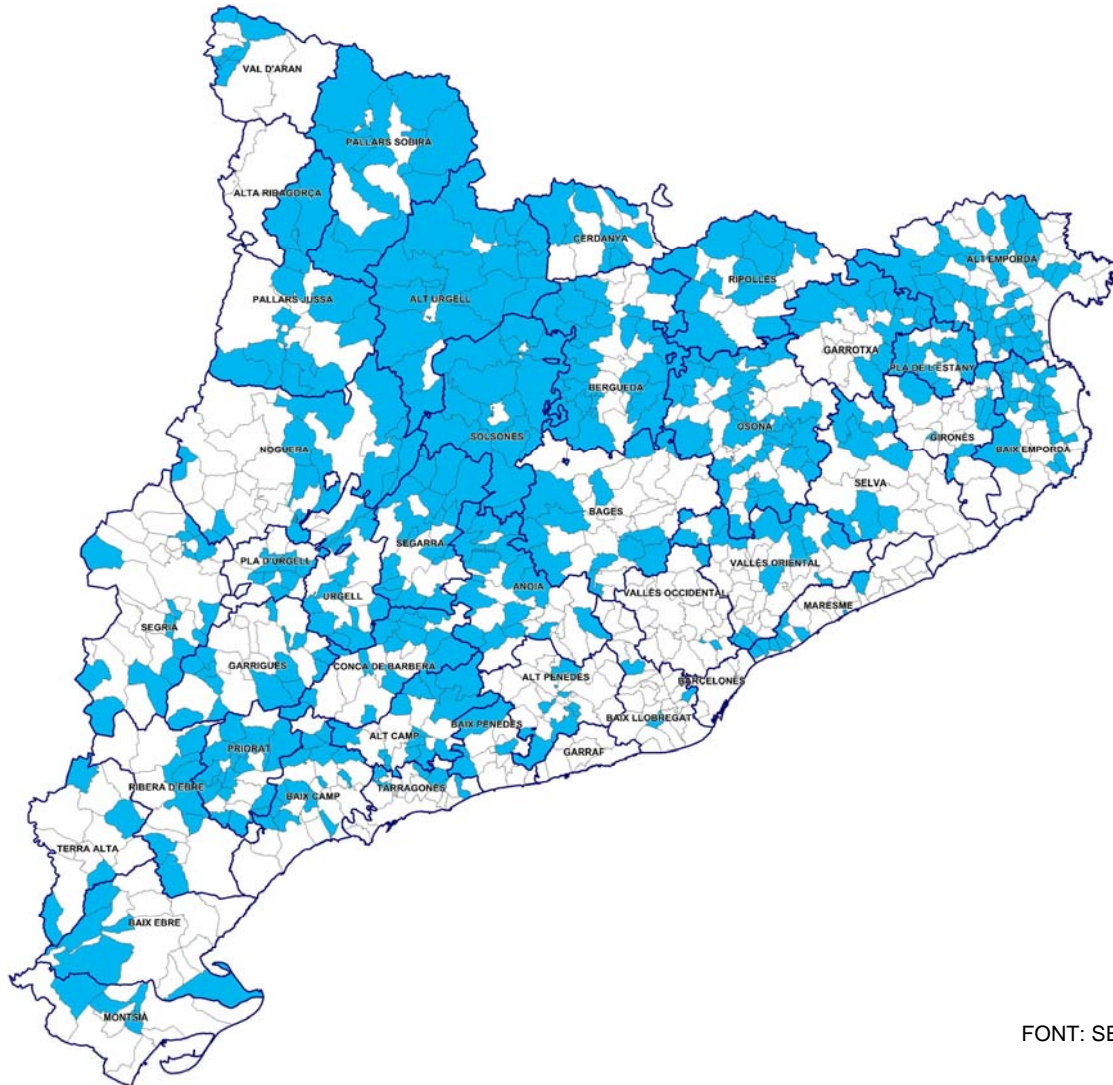 VAL D'ARAN
PALLARS SOBIRÀ
ALTA RIBAGORÇA
CERDANYA
ALT EMPORDÀ
RIPOLLÈS
PALLARS JUSSÀ
ALT URGELL
GARROTXA
PLA DE L'ESTANY
BERGUEDÀ
OSONA
SOLSONÈS
GIRONÈS
NOGUERA
BAIX EMPORDÀ
SELVA
BAGES
SEGARRA
PLA D'URGELL
VALLÈS ORIENTAL
ANOIA
VALLÈS OCCIDENTAL
URGELL
MARESME
SEGRIÀ
GARRIGUES
CONCA DE BARBERÀ
ALT PENEDÈS
BARCELONÈS
BAIX LLOBREGAT
BAIX PENEDÈS
ALT CAMP
PRIORAT
GARRAF
RIBERA D'EBRE
BAIX CAMP
TARRAGONÈS
TERRA ALTA
BAIX EBRE
MONTSIÀ
FONT: SE